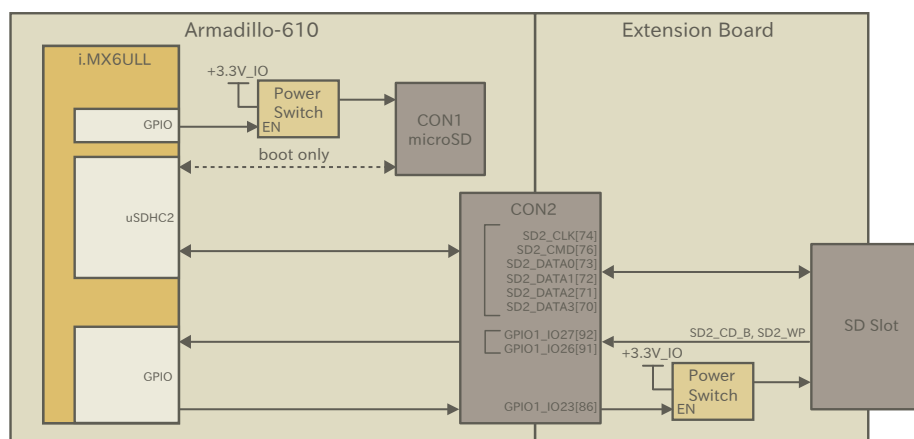 Armadillo-610
Extension Board
i.MX6ULL
+3.3V_IO
Power
Switch
EN
GPIO
CON1
microSD
boot only
uSDHC2
CON2
SD2_CLK[74]
SD2_CMD[76]
SD2_DATA0[73]
SD2_DATA1[72]
SD2_DATA2[71]
SD2_DATA3[70]
SD Slot
GPIO1_IO27[92]
GPIO1_IO26[91]
SD2_CD_B, SD2_WP
+3.3V_IO
Power
Switch
EN
GPIO
GPIO1_IO23[86]